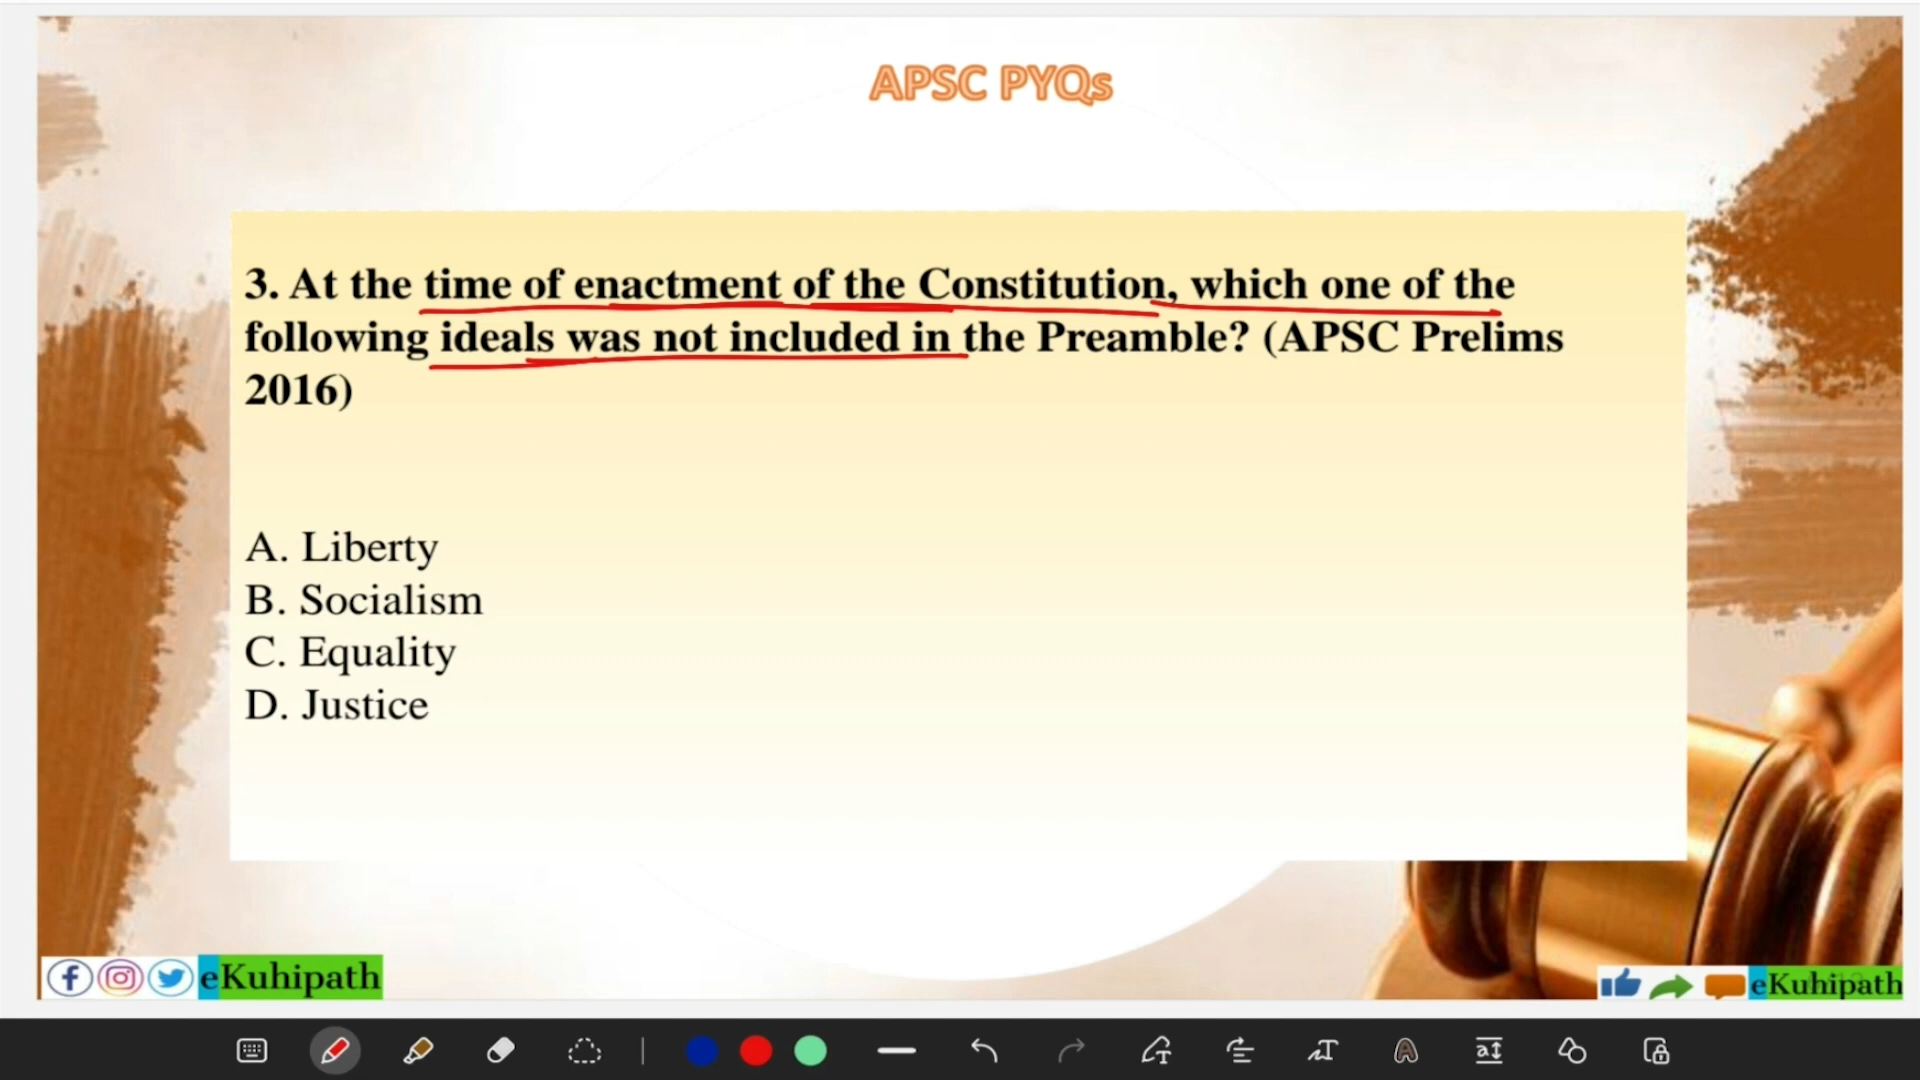 APSC PYQs
3. At the time of enactment of the Constitution, which one of the
following ideals was not included in the Preamble? (APSC Prelims
2016)
A. Liberty
B. Socialism
C. Equality
D. Justice
eKuhipath
eKuhipath